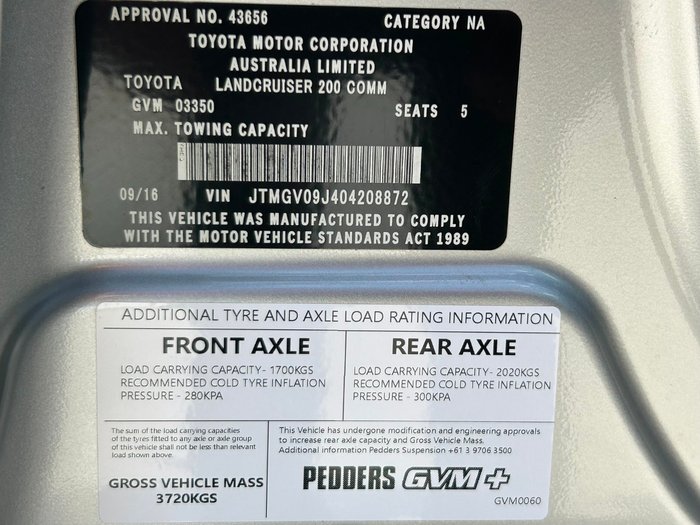 APPROVAL NO. 43656 CATEGORY NA
TOYOTA MOTOR CORPORATION
AUSTRALIA LIMITED
TOYOTA LANDCRUISER 200 COMM
GVM 03350 SEATS 5
MAX. TOWING CAPACITY
09/16 VIN JTMGV09J404208872
THIS VEHICLE WAS MANUFACTURED TO COMPLY
WITH THE MOTOR VEHICLE STANDARDS ACT 1989
ADDITIONAL TYRE AND AXLE LOAD RATING INFORMATION
FRONT AXLE
LOAD CARRYING CAPACITY- 1700KGS
RECOMMENDED COLD TYRE INFLATION
PRESSURE - 280KPA
REAR AXLE
LOAD CARRYING CAPACITY- 2020KGS
RECOMMENDED COLD TYRE INFLATION
PRESSURE - 300KPA
The sum of the load carrying capacities
of the tyres fitted to any axle or axle group
of this vehicle shall not be less than relevant
load shown above.
GROSS VEHICLE MASS
3720KGS
This Vehicle has undergone modification and engineering approvals
to increase rear axle capacity and Gross Vehicle Mass.
Additional information Pedders Suspension +61 3 9706 3500
PEDDERS GVM+
GVM0060